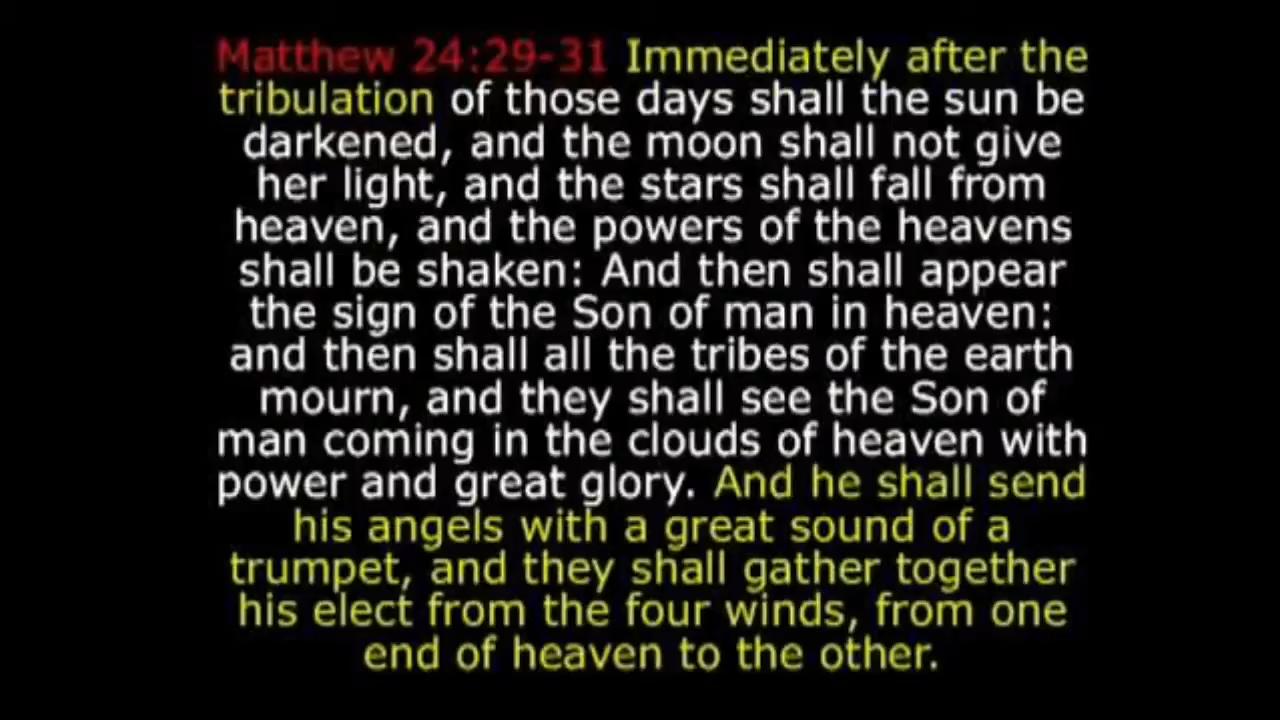 Matthew 24:29-31 Immediately after the
tribulation of those days shall the sun be
darkened, and the moon shall not give
her light, and the stars shall fall from
heaven, and the powers of the heavens
shall be shaken: And then shall appear
the sign of the Son of man in heaven:
and then shall all the tribes of the earth
mourn, and they shall see the Son of
man coming in the clouds of heaven with
power and great glory. And he shall send
his angels with a great sound of a
trumpet, and they shall gather together
his elect from the four winds, from one
end of heaven to the other.